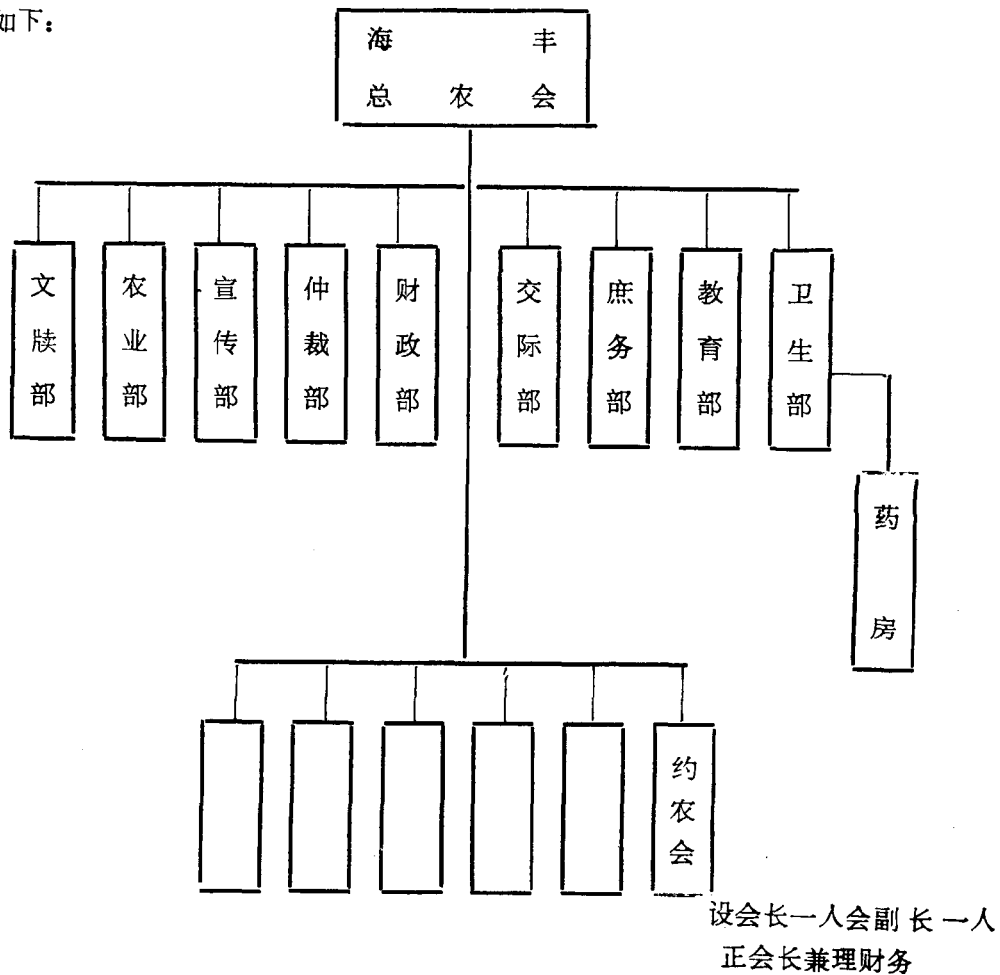 如下：
海丰
总农会
文牍部
农业部
宣传部
仲裁部
财政部
交际部
庶务部
教育部
卫生部
药房
约农会
设会长一人会副长一人
正会长兼理财务